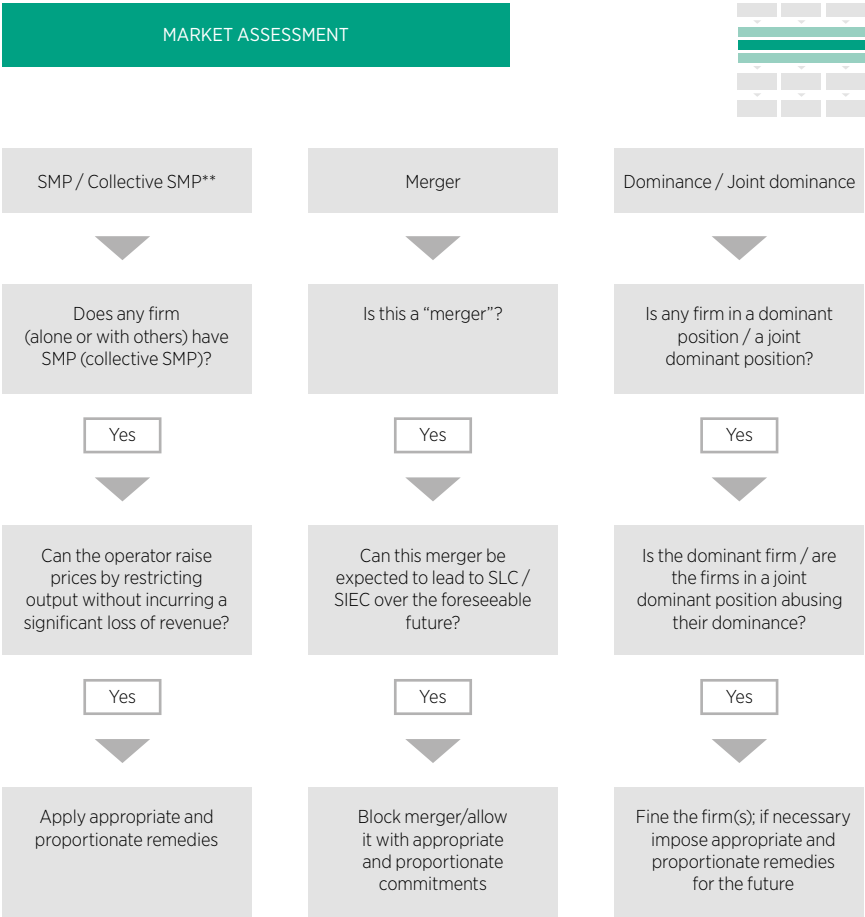 MARKET ASSESSMENT
SMP / Collective SMP**
Merger
Dominance / Joint dominance
Does any firm
(alone or with others) have
SMP (collective SMP)?
Is this a “merger”?
Is any firm in a dominant
position / a joint
dominant position?
Yes
Yes
Yes
Can the operator raise
prices by restricting
output without incurring a
significant loss of revenue?
Can this merger be
expected to lead to SLC /
SIEC over the foreseeable
future?
Is the dominant firm / are
the firms in a joint
dominant position abusing
their dominance?
Yes
Yes
Yes
Apply appropriate and
proportionate remedies
Block merger/allow
it with appropriate
and proportionate
commitments
Fine the firm(s); if necessary
impose appropriate and
proportionate remedies
for the future